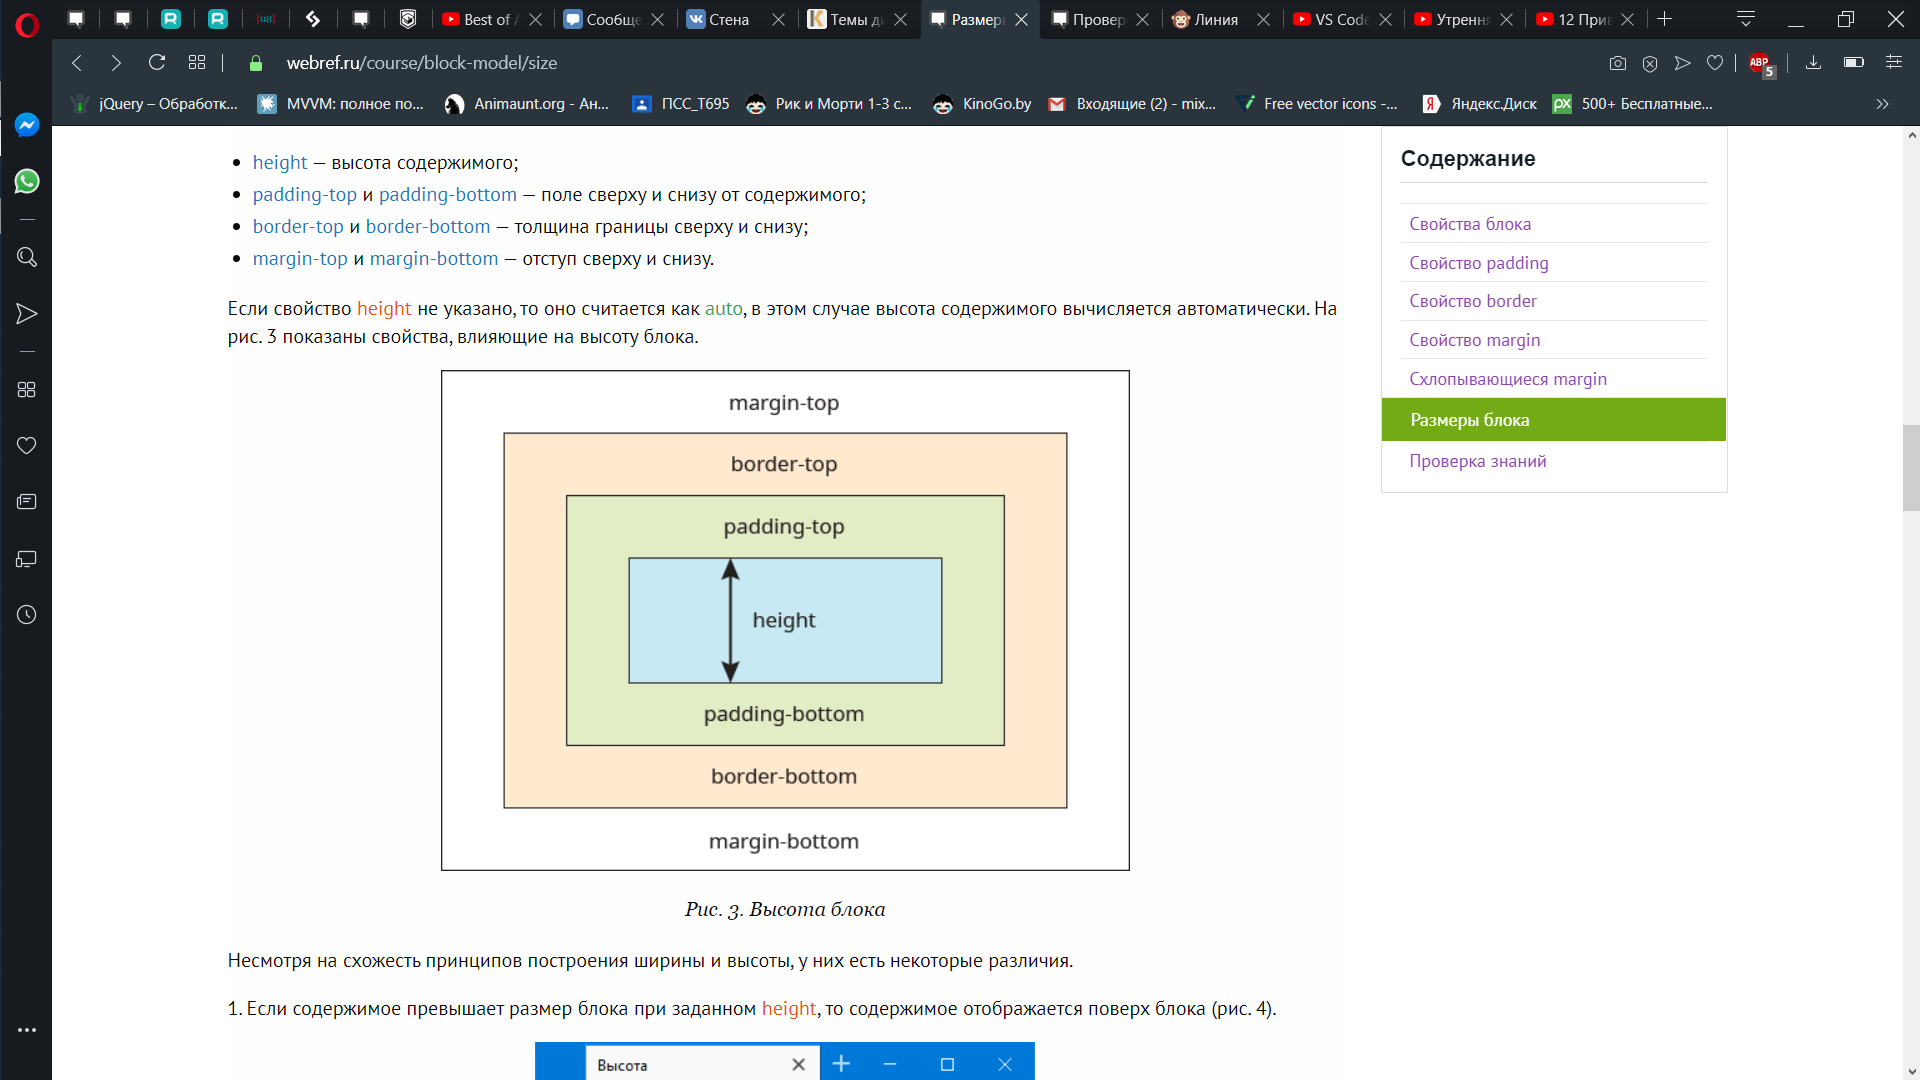 Best of
Сообще
Стена
Темы ди
Размеры
Провер
Линия
VS Code
Утрення
12 При
webref.ru/course/block-model/size
ABP
5
jQuery – Обработк...
MVVM: полное по...
Animaunt.org - Ан...
ПСС_Т695
Рик и Морти 1-3 с...
KinoGo.by
Входящие (2) - mix...
Free vector icons -...
Яндекс.Диск
500+ Бесплатные...
height — высота содержимого;
padding-top и padding-bottom — поле сверху и снизу от содержимого;
border-top и border-bottom — толщина границы сверху и снизу;
margin-top и margin-bottom — отступ сверху и снизу.
Если свойство height не указано, то оно считается как auto, в этом случае высота содержимого вычисляется автоматически. На
рис. 3 показаны свойства, влияющие на высоту блока.
margin-top
border-top
padding-top
height
padding-bottom
border-bottom
margin-bottom
Рис. 3. Высота блока
Несмотря на схожесть принципов построения ширины и высоты, у них есть некоторые различия.
1. Если содержимое превышает размер блока при заданном height, то содержимое отображается поверх блока (рис. 4).
Высота
Содержание
Свойства блока
Свойство padding
Свойство border
Свойство margin
Схлопывающиеся margin
Размеры блока
Проверка знаний